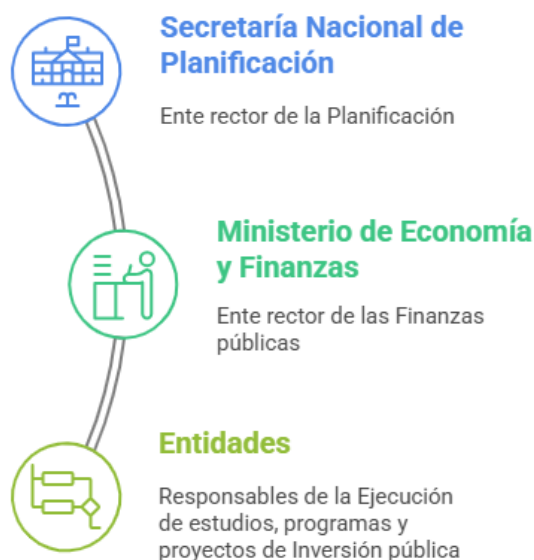 Secretaría Nacional de
Planificación
Ente rector de la Planificación
Ministerio de Economía
y Finanzas
Ente rector de las Finanzas
públicas
Entidades
Responsables de la Ejecución
de estudios, programas y
proyectos de Inversión pública